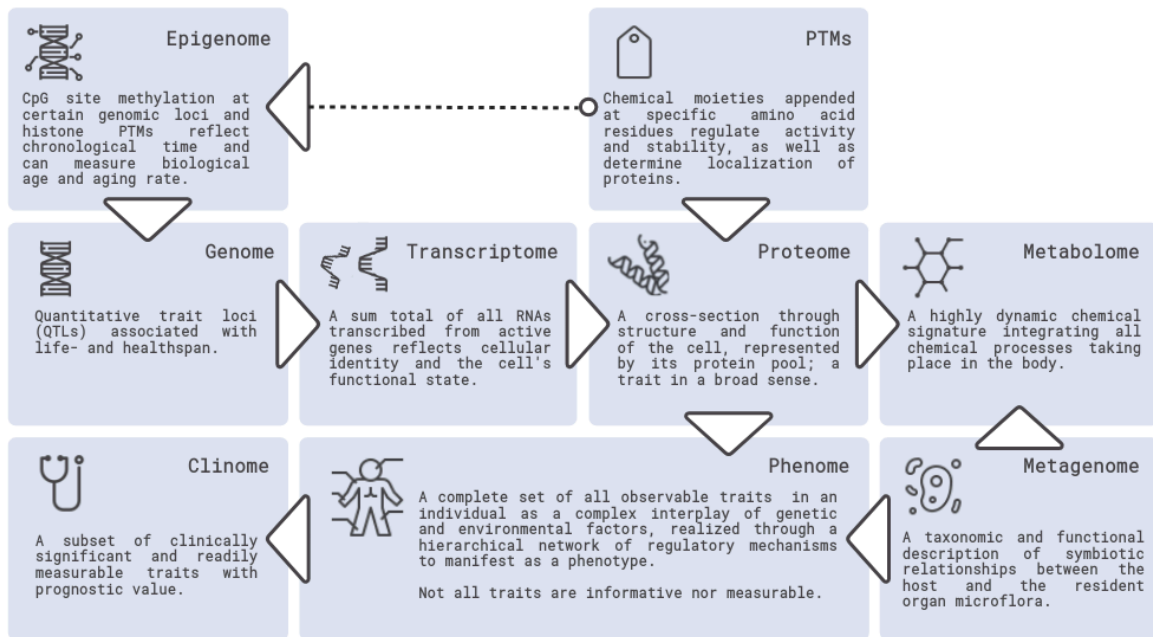 Epigenome
CpG site methylation at
certain genomic loci and
histone PTMs reflect
chronological time and
can measure biological
age and aging rate.
PTMs
Chemical moieties appended
at specific amino acid
residues regulate activity
and stability, as well as
determine localization of
proteins.
Genome
Quantitative trait loci
(QTLs) associated with
life- and healthspan.
Transcriptome
A sum total of all RNAs
transcribed from active
genes reflects cellular
identity and the cell's
functional state.
Proteome
A cross-section through
structure and function
of the cell, represented
by its protein pool; a
trait in a broad sense.
Metabolome
A highly dynamic chemical
signature integrating all
chemical processes taking
place in the body.
Clinome
A subset of clinically
significant and readily
measurable traits with
prognostic value.
Phenome
A complete set of all observable traits in an
individual as a complex interplay of genetic
and environmental factors, realized through a
hierarchical network of regulatory mechanisms
to manifest as a phenotype.
Not all traits are informative nor measurable.
Metagenome
A taxonomic and functional
description of symbiotic
relationships between the
host and the resident
organ microflora.